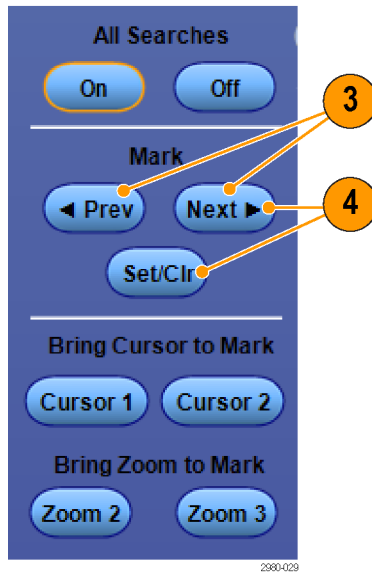 All Searches
On Off
3
Mark
◄ Prev Next ►
4
Set/Clr
Bring Cursor to Mark
Cursor 1 Cursor 2
Bring Zoom to Mark
Zoom 2 Zoom 3
2980-029